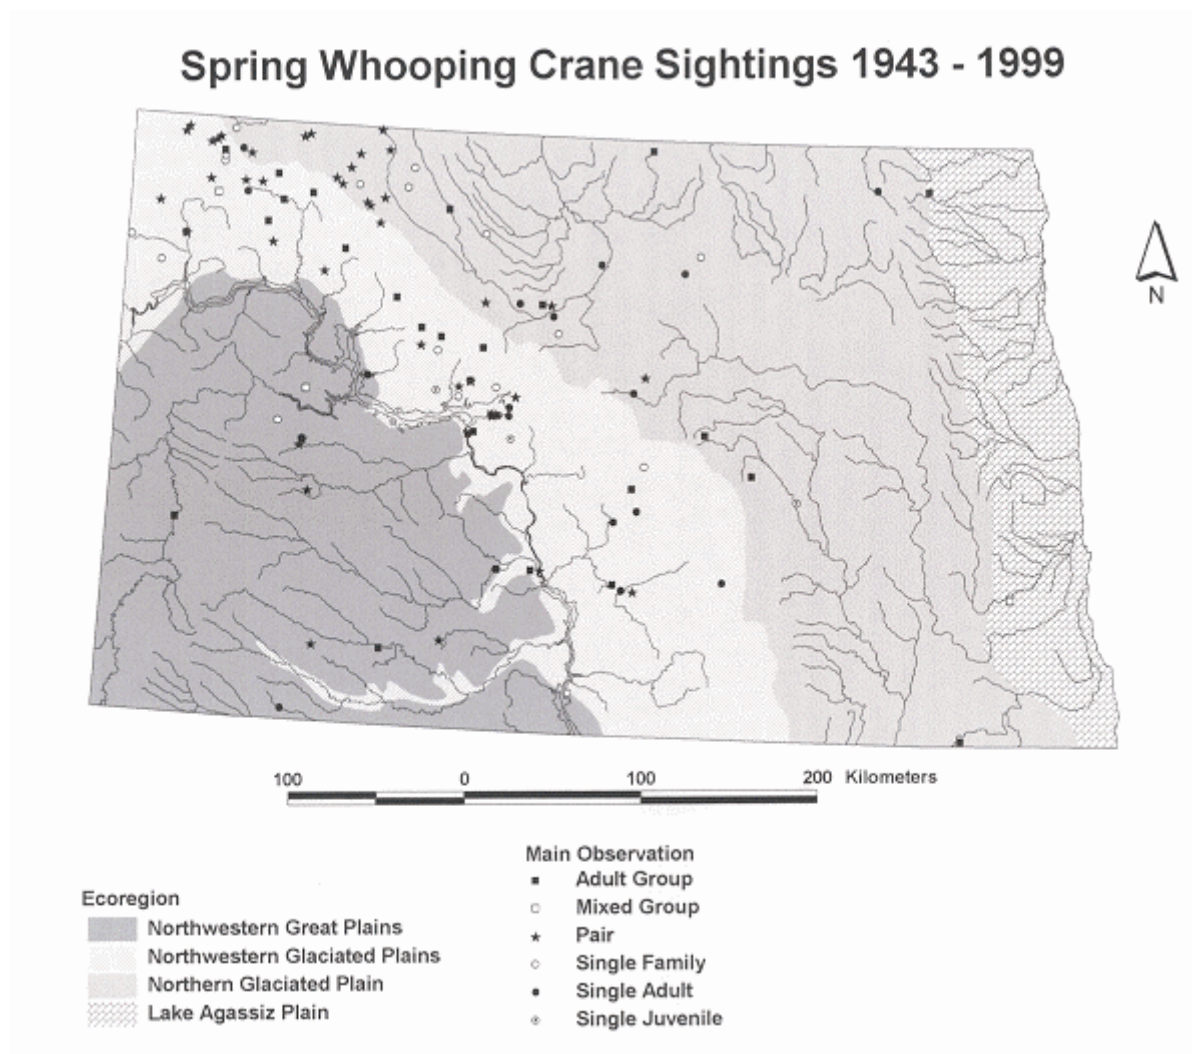 Spring Whooping Crane Sightings 1943 - 1999
N
100 0 100 200 Kilometers
Main Observation
Adult Group
Mixed Group
Pair
Single Family
Single Adult
Single Juvenile
Ecoregion
Northwestern Great Plains
Northwestern Glaciated Plains
Northern Glaciated Plain
Lake Agassiz Plain